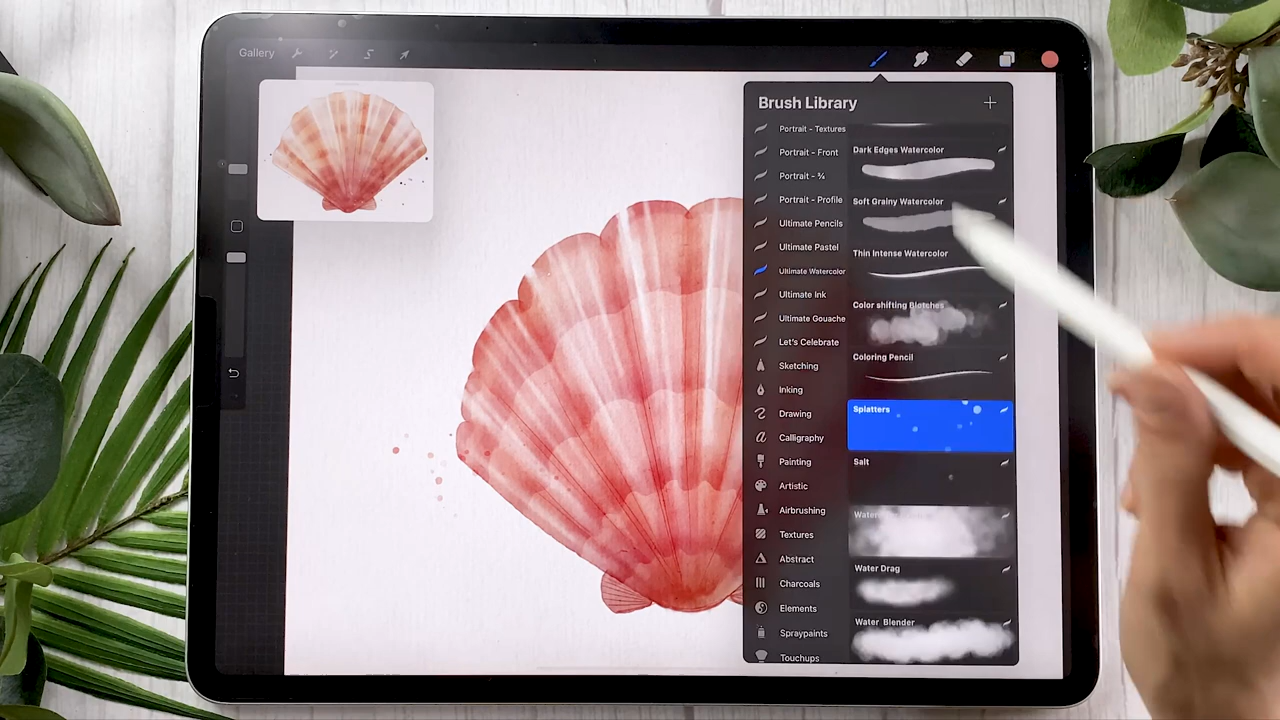 Gallery
Brush Library
Portrait - Textures
Portrait - Front
Portrait - ¾
Portrait - Profile
Ultimate Pencils
Ultimate Pastel
Ultimate Watercolor
Ultimate Ink
Ultimate Gouache
Let's Celebrate
Sketching
Inking
Drawing
Calligraphy
Painting
Artistic
Airbrushing
Textures
Abstract
Charcoals
Elements
Spraypaints
Touchups
Dark Edges Watercolor
Soft Grainy Watercolor
Thin Intense Watercolor
Color shifting Blotches
Coloring Pencil
Splatters
Salt
Water Drag
Water Blender